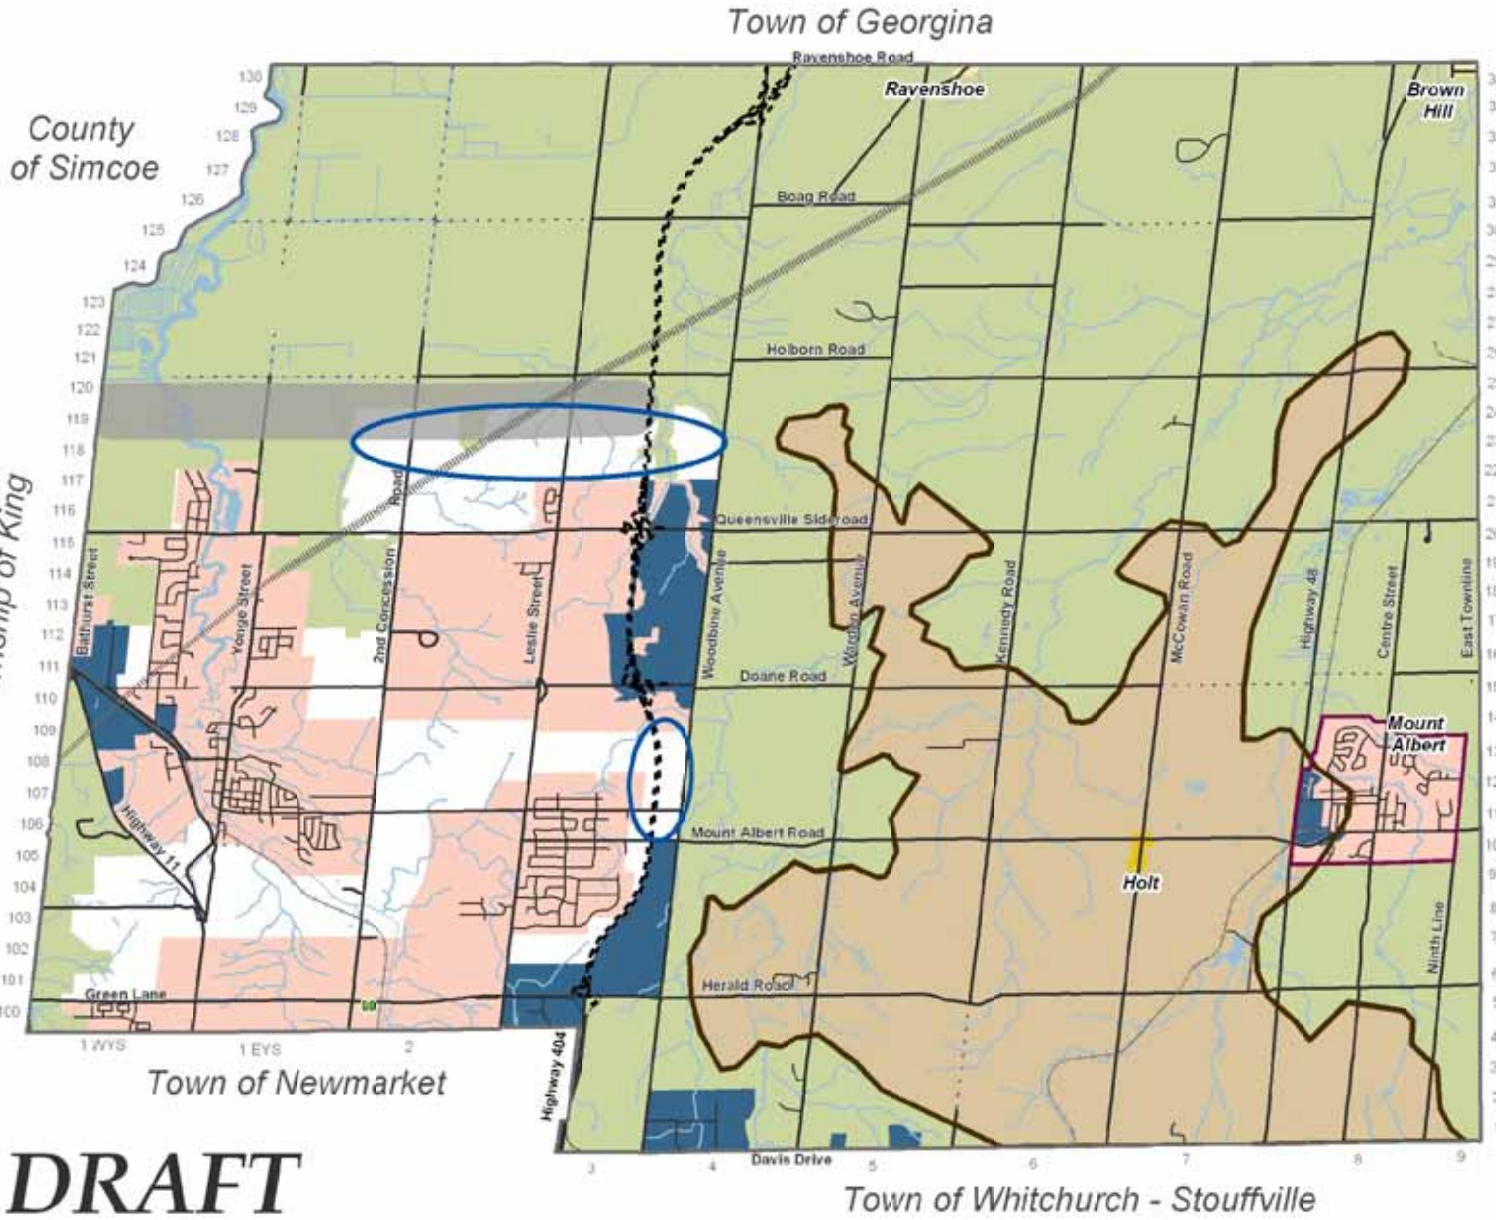 Town of Georgina
Ravenshoe Road
Ravenshoe
Brown
Hill
County
of Simcoe
130
129
128
127
126
125
124
123
122
121
120
119
118
117
116
115
114
113
112
111
110
109
108
107
106
105
104
103
102
101
Boag Road
Holborn Road
Queensville Sideroad
Doane Road
Mount Albert Road
Herald Road
Green Lane
Davis Drive
Bathurst Street
Yonge Street
2nd Concession
Road
Leslie Street
Woodbine Avenue
Warden Avenue
Kennedy Road
McCowan Road
Highway 48
Centre Street
East Townline
Ninth Line
Highway 11
Highway 404
Mount
Albert
Holt
of King
1 WYS
1 EYS
2
3
4
5
6
7
8
9
Town of Newmarket
DRAFT
Town of Whitchurch - Stouffville